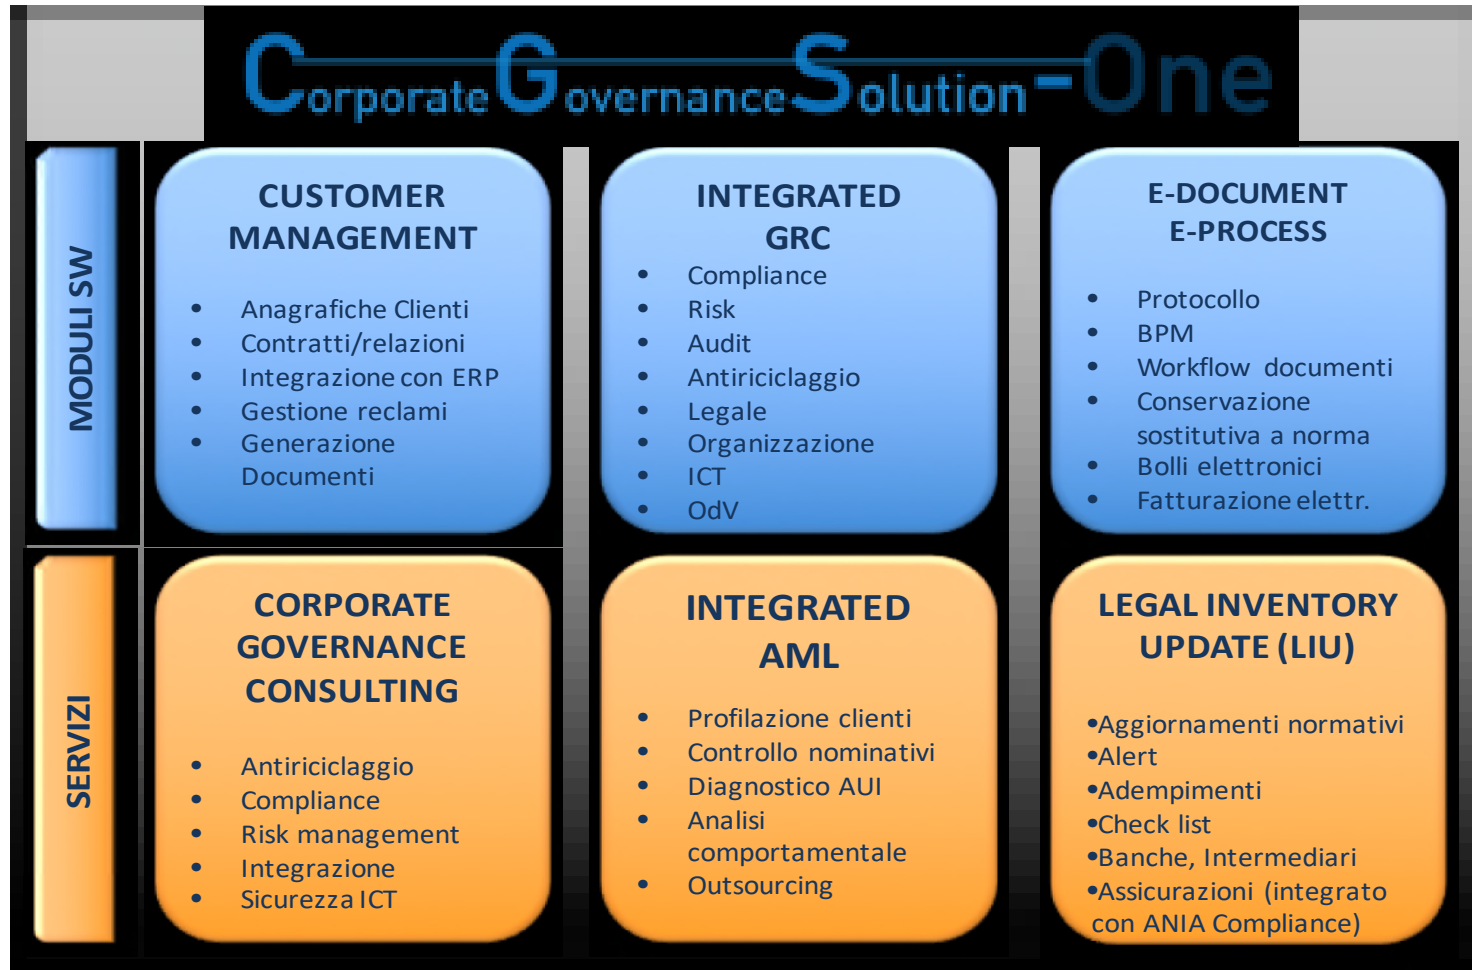 Corporate Governance Solution-One
MODULI SW
CUSTOMER
MANAGEMENT
• Anagrafiche Clienti
• Contratti/relazioni
• Integrazione con ERP
• Gestione reclami
• Generazione
Documenti
INTEGRATED
GRC
• Compliance
• Risk
• Audit
• Antiriciclaggio
• Legale
• Organizzazione
• ICT
• OdV
E-DOCUMENT
E-PROCESS
• Protocollo
• BPM
• Workflow documenti
• Conservazione
sostitutiva a norma
• Bolli elettronici
• Fatturazione elettr.
SERVIZI
CORPORATE
GOVERNANCE
CONSULTING
• Antiriciclaggio
• Compliance
• Risk management
• Integrazione
• Sicurezza ICT
INTEGRATED
AML
• Profilazione clienti
• Controllo nominativi
• Diagnostico AUI
• Analisi
comportamentale
• Outsourcing
LEGAL INVENTORY
UPDATE (LIU)
•Aggiornamenti normativi
•Alert
•Adempimenti
•Check list
•Banche, Intermediari
•Assicurazioni (integrato
con ANIA Compliance)